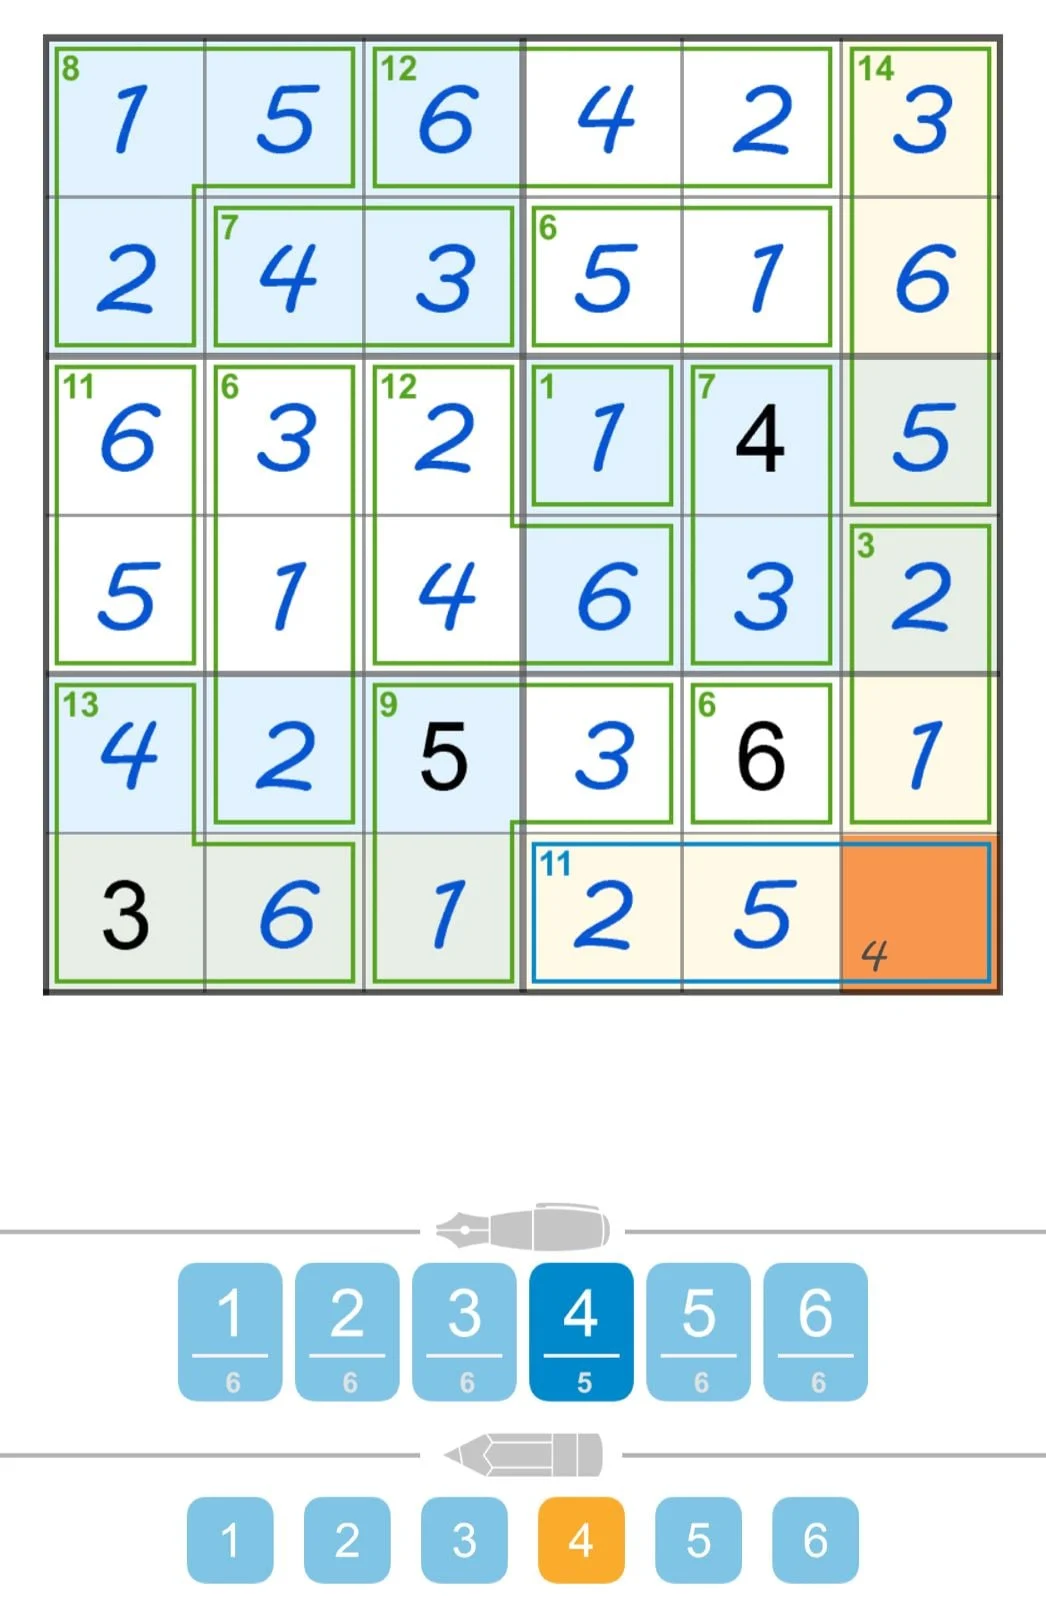 8 12 14
1 5 6 4 2 3
7 6
2 4 3 5 1 6
11 6 12 1 7
6 3 2 1 4 5
3
5 1 4 6 3 2
13 9 6
4 2 5 3 6 1
11
3 6 1 2 5
4
1 2 3 4 5 6
6 6 6 5 6 6
1 2 3 4 5 6